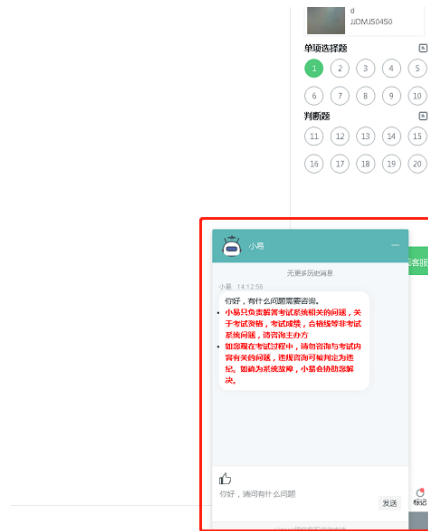 d
JJDMJS0450
单项选择题
1 2 3 4 5
6 7 8 9 10
判断题
11 12 13 14 15
16 17 18 19 20
小易
客服
无更多历史消息
小易 14:12:56
你好，有什么问题需要咨询。
小易只负责解答考试系统相关的问题，关
于考试资格，考试成绩，合格线等非考试
系统问题，请咨询主办方
如您现在考试过程中，请勿咨询与考试内
容有关的问题，违规咨询可被判定为违
纪。如确为系统故障，小易会协助您解
决。
你好，请问有什么问题
发送
标记